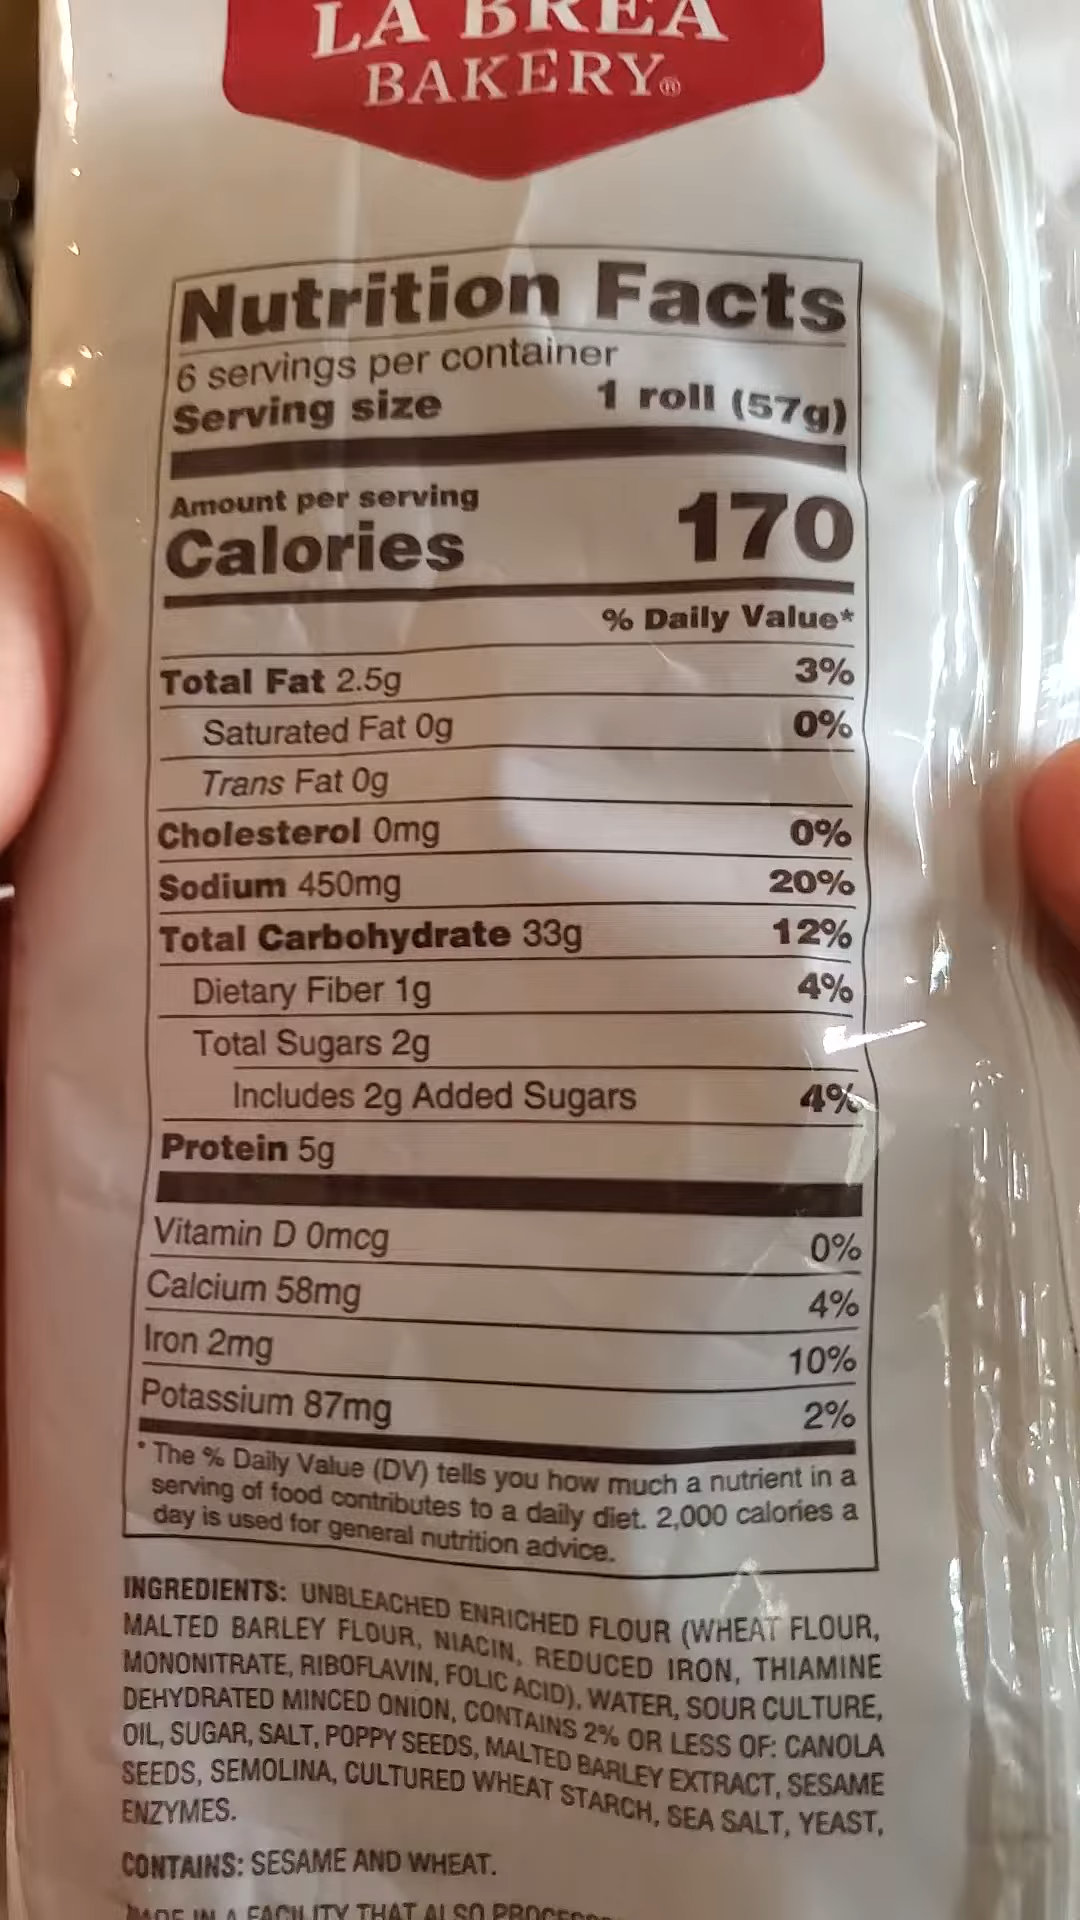 LA BREA
BAKERY®
Nutrition Facts
6 servings per container
Serving size 1 roll (57g)
Amount per serving
Calories 170
% Daily Value*
Total Fat 2.5g 3%
Saturated Fat 0g 0%
Trans Fat 0g
Cholesterol 0mg 0%
Sodium 450mg 20%
Total Carbohydrate 33g 12%
Dietary Fiber 1g 4%
Total Sugars 2g
Includes 2g Added Sugars 4%
Protein 5g
Vitamin D 0mcg 0%
Calcium 58mg 4%
Iron 2mg 10%
Potassium 87mg 2%
* The % Daily Value (DV) tells you how much a nutrient in a
serving of food contributes to a daily diet. 2,000 calories a
day is used for general nutrition advice.
INGREDIENTS: UNBLEACHED ENRICHED FLOUR (WHEAT FLOUR,
MALTED BARLEY FLOUR, NIACIN, REDUCED IRON, THIAMINE
MONONITRATE, RIBOFLAVIN, FOLIC ACID), WATER, SOUR CULTURE,
DEHYDRATED MINCED ONION, CONTAINS 2% OR LESS OF: CANOLA
OIL, SUGAR, SALT, POPPY SEEDS, MALTED BARLEY EXTRACT, SESAME
SEEDS, SEMOLINA, CULTURED WHEAT STARCH, SEA SALT, YEAST,
ENZYMES.
CONTAINS: SESAME AND WHEAT.
MADE IN A FACILITY THAT ALSO